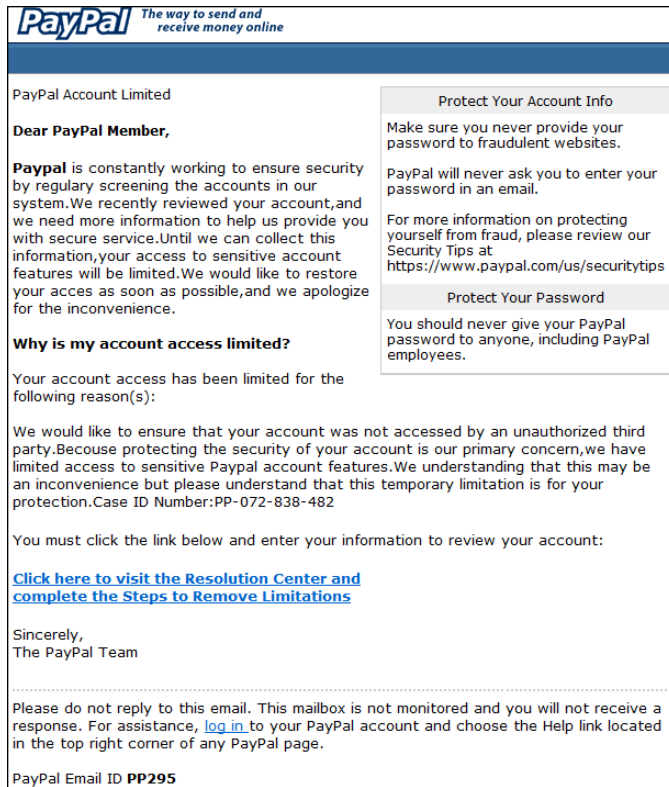 PayPal The way to send and
receive money online
PayPal Account Limited
Dear PayPal Member,
Paypal is constantly working to ensure security
by regulary screening the accounts in our
system.We recently reviewed your account,and
we need more information to help us provide you
with secure service.Until we can collect this
information,your access to sensitive account
features will be limited.We would like to restore
your acces as soon as possible,and we apologize
for the inconvenience.
Why is my account access limited?
Your account access has been limited for the
following reason(s):
Protect Your Account Info
Make sure you never provide your
password to fraudulent websites.
PayPal will never ask you to enter your
password in an email.
For more information on protecting
yourself from fraud, please review our
Security Tips at
https://www.paypal.com/us/securitytips
Protect Your Password
You should never give your PayPal
password to anyone, including PayPal
employees.
We would like to ensure that your account was not accessed by an unauthorized third
party.Becouse protecting the security of your account is our primary concern,we have
limited access to sensitive Paypal account features.We understanding that this may be
an inconvenience but please understand that this temporary limitation is for your
protection.Case ID Number:PP-072-838-482
You must click the link below and enter your information to review your account:
Click here to visit the Resolution Center and
complete the Steps to Remove Limitations
Sincerely,
The PayPal Team
Please do not reply to this email. This mailbox is not monitored and you will not receive a
response. For assistance, log in to your PayPal account and choose the Help link located
in the top right corner of any PayPal page.
PayPal Email ID PP295